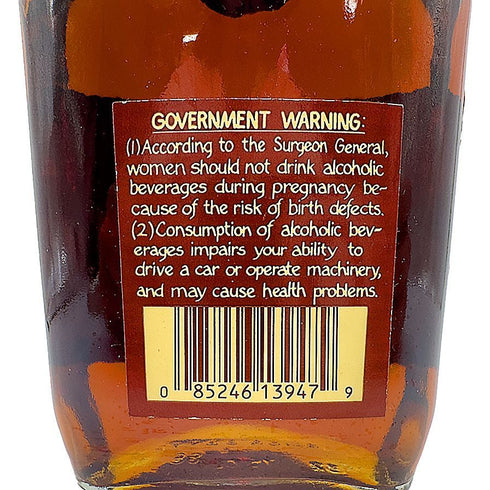 GOVERNMENT WARNING:
(1) According to the Surgeon General,
women should not drink alcoholic
beverages during pregnancy be-
cause of the risk of birth defects.
(2) Consumption of alcoholic bev-
erages impairs your ability to
drive a car or operate machinery,
and may cause health problems.
0 85246 13947 9